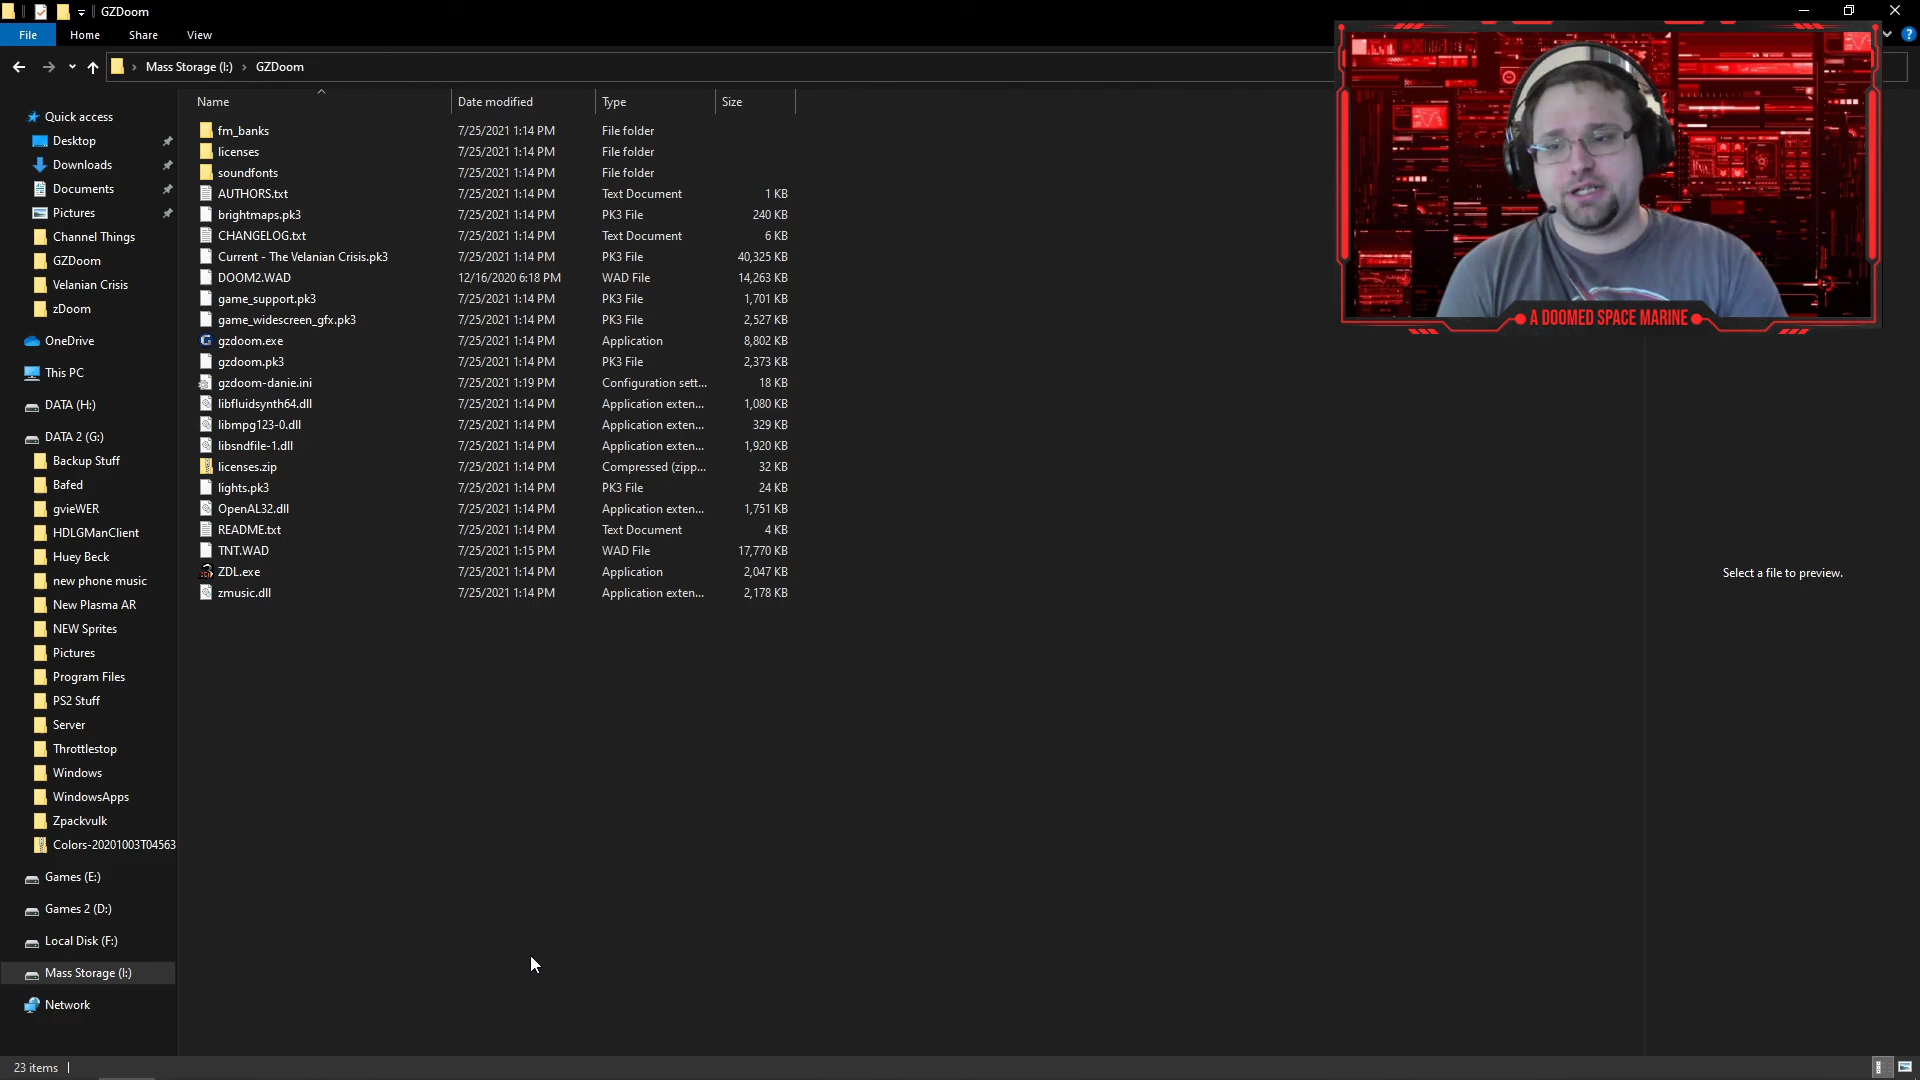 GZDoom
File Home Share View
Mass Storage (I:) GZDoom
Name Date modified Type Size
Quick access
Desktop
Downloads
Documents
Pictures
Channel Things
GZDoom
Velanian Crisis
zDoom
OneDrive
This PC
DATA (H:)
DATA 2 (G:)
Backup Stuff
Bafed
gvieWER
HDLGManClient
Huey Beck
new phone music
New Plasma AR
NEW Sprites
Pictures
Program Files
PS2 Stuff
Server
Throttlestop
Windows
WindowsApps
Zpackvulk
Colors-20201003T04563
Games (E:)
Games 2 (D:)
Local Disk (F:)
Mass Storage (I:)
Network
fm_banks 7/25/2021 1:14 PM File folder
licenses 7/25/2021 1:14 PM File folder
soundfonts 7/25/2021 1:14 PM File folder
AUTHORS.txt 7/25/2021 1:14 PM Text Document 1 KB
brightmaps.pk3 7/25/2021 1:14 PM PK3 File 240 KB
CHANGELOG.txt 7/25/2021 1:14 PM Text Document 6 KB
Current - The Velanian Crisis.pk3 7/25/2021 1:14 PM PK3 File 40,325 KB
DOOM2.WAD 12/16/2020 6:18 PM WAD File 14,263 KB
game_support.pk3 7/25/2021 1:14 PM PK3 File 1,701 KB
game_widescreen_gfx.pk3 7/25/2021 1:14 PM PK3 File 2,527 KB
gzdoom.exe 7/25/2021 1:14 PM Application 8,802 KB
gzdoom.pk3 7/25/2021 1:14 PM PK3 File 2,373 KB
gzdoom-danie.ini 7/25/2021 1:19 PM Configuration sett... 18 KB
libfluidsynth64.dll 7/25/2021 1:14 PM Application exten... 1,080 KB
libmpg123-0.dll 7/25/2021 1:14 PM Application exten... 329 KB
libsndfile-1.dll 7/25/2021 1:14 PM Application exten... 1,920 KB
licenses.zip 7/25/2021 1:14 PM Compressed (zipp... 32 KB
lights.pk3 7/25/2021 1:14 PM PK3 File 24 KB
OpenAL32.dll 7/25/2021 1:14 PM Application exten... 1,751 KB
README.txt 7/25/2021 1:14 PM Text Document 4 KB
TNT.WAD 7/25/2021 1:15 PM WAD File 17,770 KB
ZDL.exe 7/25/2021 1:14 PM Application 2,047 KB
zmusic.dll 7/25/2021 1:14 PM Application exten... 2,178 KB
A DOOMED SPACE MARINE
Select a file to preview.
23 items